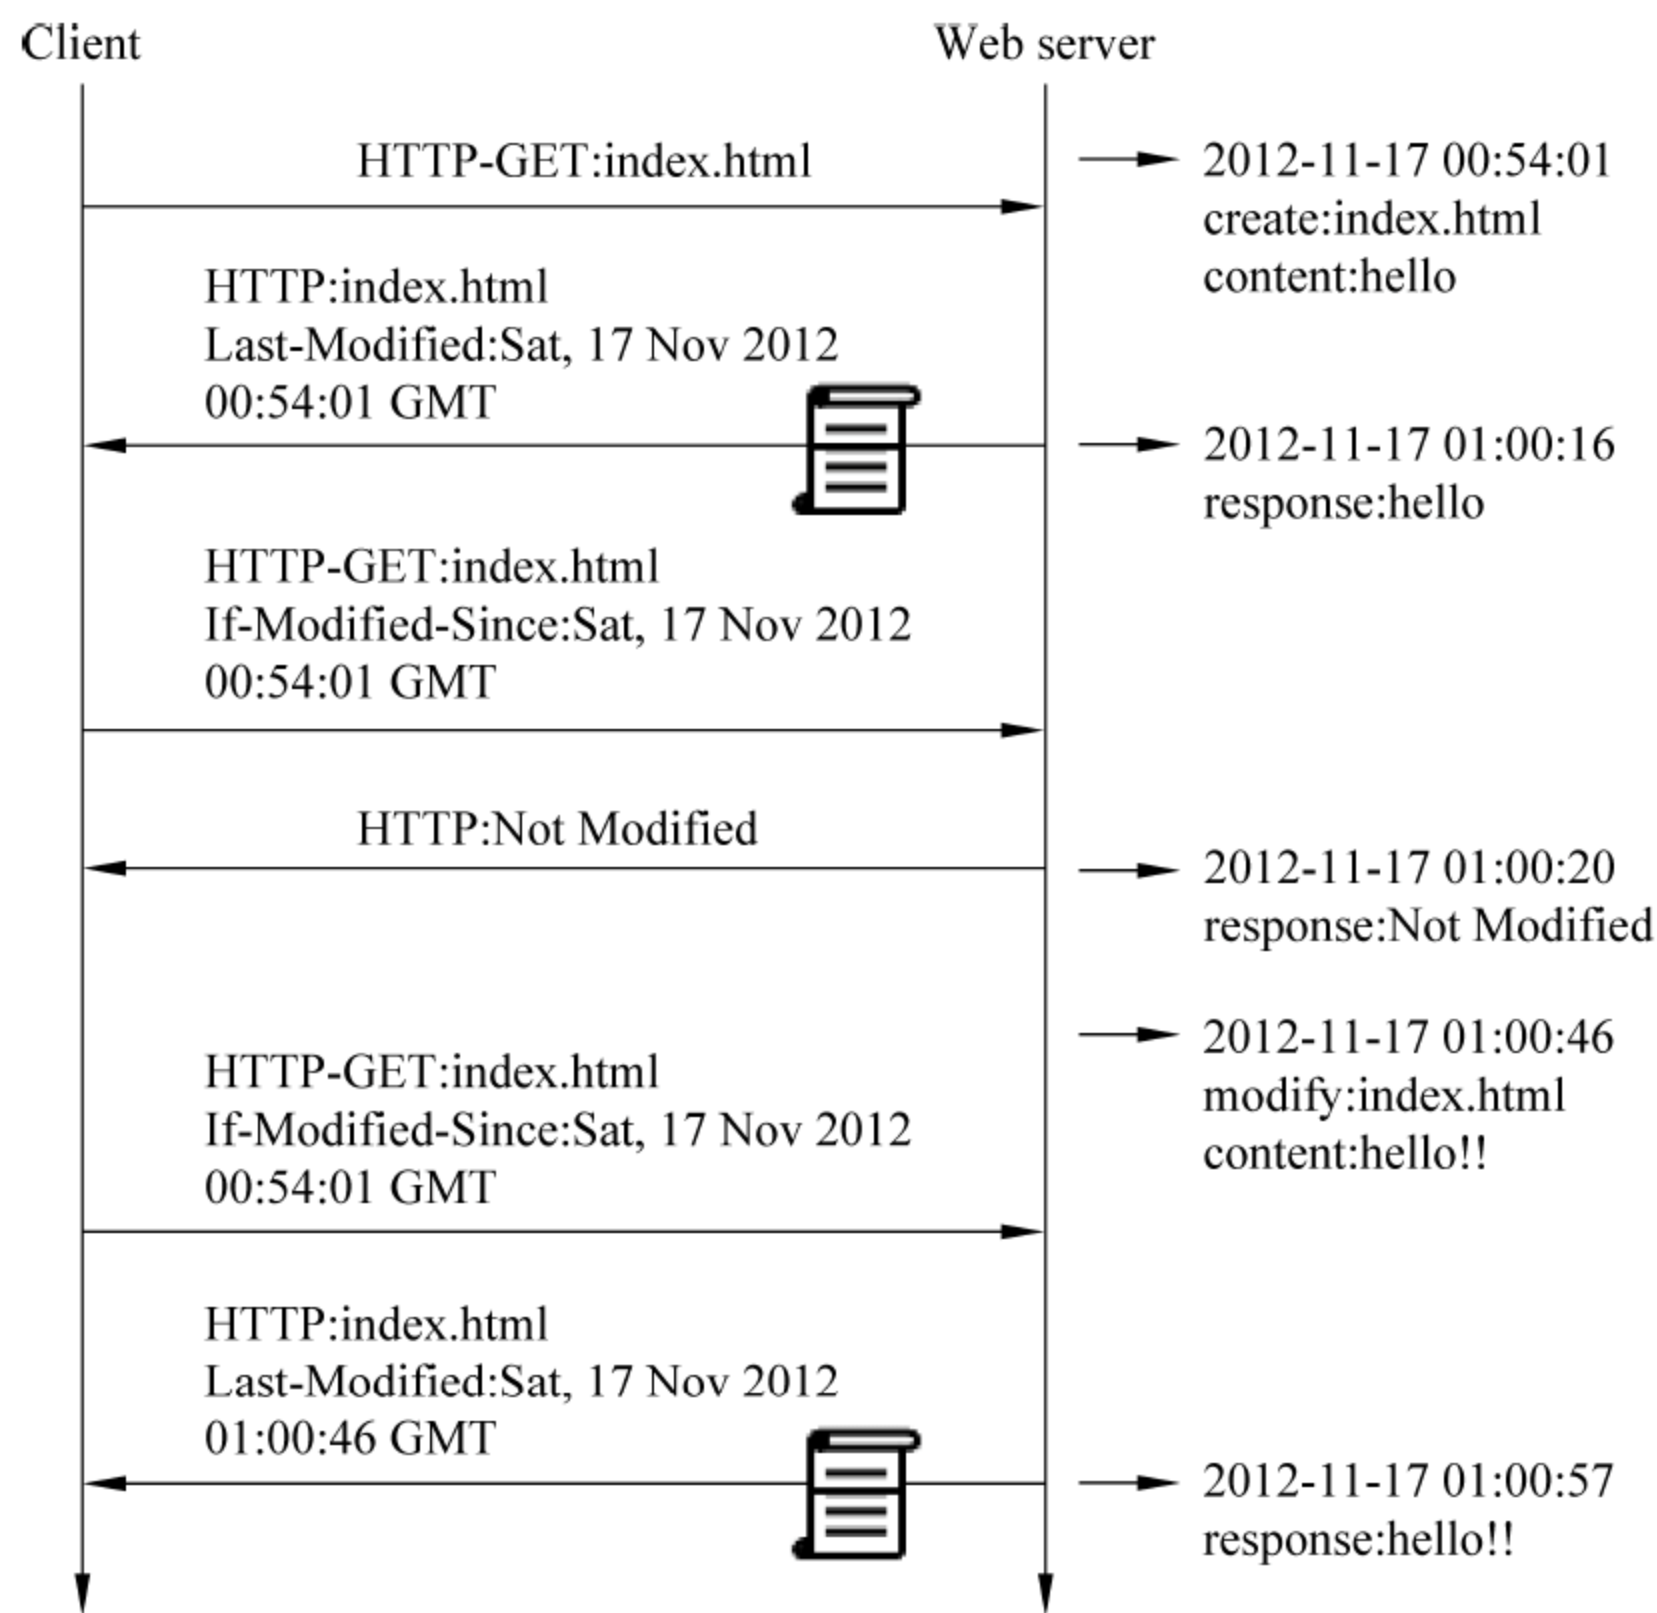 Client
Web server
HTTP-GET:index.html
2012-11-17 00:54:01
create:index.html
content:hello
HTTP:index.html
Last-Modified:Sat, 17 Nov 2012
00:54:01 GMT
2012-11-17 01:00:16
response:hello
HTTP-GET:index.html
If-Modified-Since:Sat, 17 Nov 2012
00:54:01 GMT
HTTP:Not Modified
2012-11-17 01:00:20
response:Not Modified
2012-11-17 01:00:46
modify:index.html
content:hello!!
HTTP-GET:index.html
If-Modified-Since:Sat, 17 Nov 2012
00:54:01 GMT
HTTP:index.html
Last-Modified:Sat, 17 Nov 2012
01:00:46 GMT
2012-11-17 01:00:57
response:hello!!